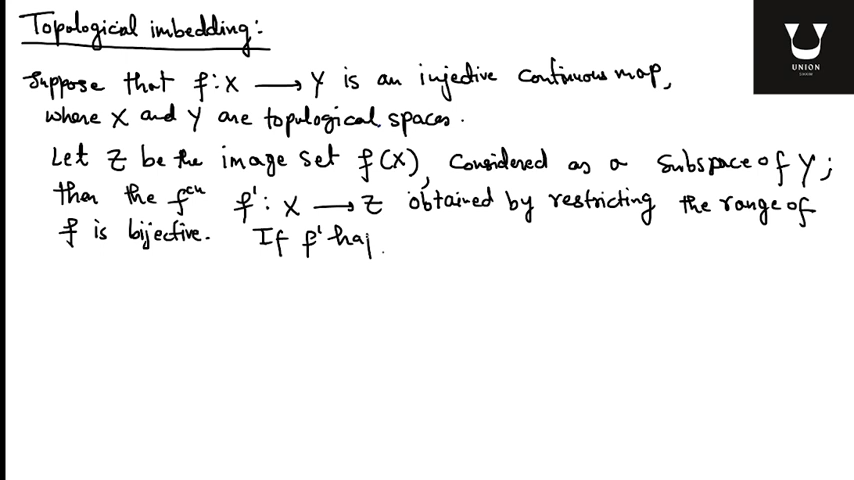 Topological imbedding:
UNION
Suppose that f: X ⟶ Y is an injective continuous map,
where X and Y are topological spaces.
Let Z be the image set f(X), considered as a subspace of Y;
then the fcn f': X ⟶ Z obtained by restricting the range of
f is bijective. If f' hap